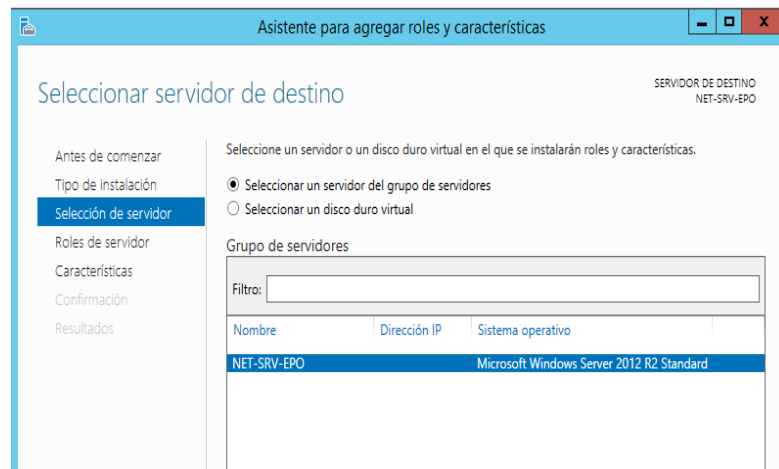 Asistente para agregar roles y características
Seleccionar servidor de destino
SERVIDOR DE DESTINO
NET-SRV-EPO
Antes de comenzar
Tipo de instalación
Selección de servidor
Roles de servidor
Características
Confirmación
Resultados
Seleccione un servidor o un disco duro virtual en el que se instalarán roles y características.
Seleccionar un servidor del grupo de servidores
Seleccionar un disco duro virtual
Grupo de servidores
Filtro:
Nombre Dirección IP Sistema operativo
NET-SRV-EPO Microsoft Windows Server 2012 R2 Standard